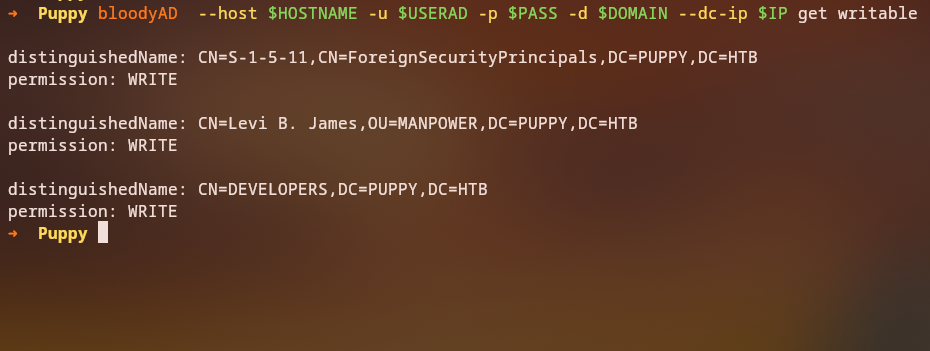 → Puppy bloodyAD --host $HOSTNAME -u $USERAD -p $PASS -d $DOMAIN --dc-ip $IP get writable
distinguishedName: CN=S-1-5-11,CN=ForeignSecurityPrincipals,DC=PUPPY,DC=HTB
permission: WRITE
distinguishedName: CN=Levi B. James,OU=MANPOWER,DC=PUPPY,DC=HTB
permission: WRITE
distinguishedName: CN=DEVELOPERS,DC=PUPPY,DC=HTB
permission: WRITE
→ Puppy